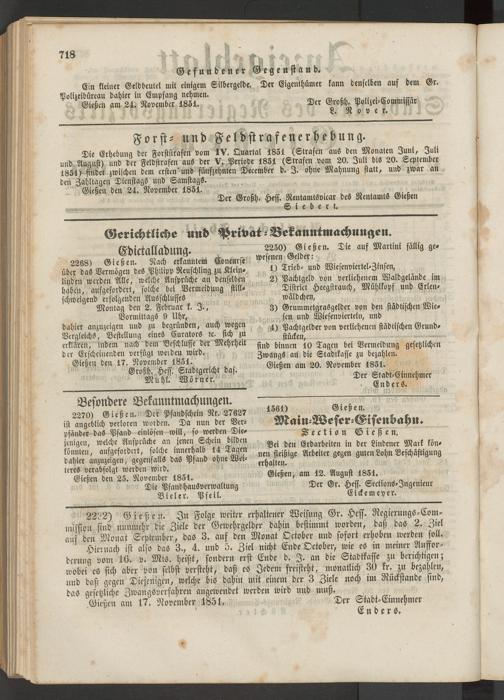 718
Gefundener Gegenstand.
Ein kleiner Geldbeutel mit einigem Silbergelde. Der Eigenthümer kann denselben auf dem Gr.
Polizeibüreau dahier in Empfang nehmen.
Gießen am 24. November 1851. Der Großh. Polizei-Commissär
L. Nover.
Forst- und Feldstrafenerhebung.
Die Erhebung der Forststrafen vom IV. Quartal 1851 (Strafen aus den Monaten Juni, Juli
und August) und der Feldstrafen aus der V. Periode 1851 (Strafen vom 20. Juli bis 20. September
1851) findet zwischen dem ersten und fünfzehnten December d. J. ohne Mahnung statt, und zwar an
den Zahltagen Dienstags und Samstags.
Gießen den 24. November 1851.
Der Großh. Hess. Rentamtsvicar des Rentamts Gießen
Siebert.
Gerichtliche und Privat-Bekanntmachungen.
Edictalladung.
2268) Gießen. Nach erkanntem Concurse
über das Vermögen des Philipp Reuschling zu Klein-
linden werden Alle, welche Ansprüche an denselben
haben, aufgefordert, solche bei Vermeidung still-
schweigend erfolgenden Ausschlusses
Montag den 2. Februar k. J.,
Vormittags 9 Uhr,
dahier anzuzeigen und zu begründen, auch wegen
Vergleichs, Bestellung eines Curators ꝛc. sich zu
erklären, indem nach dem Beschlusse der Mehrheit
der Erscheinenden verfügt werden wird.
Gießen den 17. November 1851.
Großh. Hess. Stadtgericht das.
Muhl. Wörner.
Besondere Bekanntmachungen.
2270) Gießen. Der Pfandschein Nr. 27627
ist angeblich verloren worden. Da nun der Ver-
pfänder das Pfand einlösen will, so werden Die-
jenigen, welche Ansprüche an jenen Schein bilden
können, aufgefordert, solche innerhalb 14 Tagen
dahier anzuzeigen, gegenfalls das Pfand ohne Wei-
teres verabfolgt werden wird.
Gießen den 25. November 1851.
Die Pfandhausverwaltung
Bieler. Pfeil.
2250) Gießen. Die auf Martini fällig ge-
wesenen Gelder:
1) Trieb- und Wiesenviertel-Zinsen,
2) Pachtgeld von verliehenem Waldgelände im
District Heegstrauch, Mühlkopf und Erlen-
wäldchen,
3) Grummetgrasgelder von den städtischen Wie-
sen und Wiesenvierteln, und
4) Pachtgelder von verliehenen städtischen Grund-
stücken,
sind binnen 10 Tagen bei Vermeidung gesetzlichen
Zwangs an die Stadtkasse zu bezahlen.
Gießen am 20. November 1851.
Der Stadt-Einnehmer
Enders.
1561) Gießen.
Main-Weser-Eisenbahn.
Section Gießen.
Bei den Erdarbeiten in der Lindener Mark kön-
nen fleißige Arbeiter gegen guten Lohn Beschäftigung
erhalten.
Gießen, am 12. August 1851.
Der Gr. Hess. Sections-Ingenieur
Eickemeyer.
Gießen. In Folge weiter erhaltener Weisung Gr. Hess. Regierungs-Com-
mission sind nunmehr die Ziele der Gewehrgelder dahin bestimmt worden, daß das 2. Ziel
auf den Monat September, das 3. auf den Monat October und sofort erhoben werden soll.
Hiernach ist also das 3., 4. und 5. Ziel nicht Ende October, wie es in meiner Auffor-
derung vom 16. v. Mts. heißt, sondern erst Ende d. J. an die Stadtkasse zu berichtigen;
wobei es sich aber von selbst versteht, daß es Jedem freisteht, monatlich 30 kr. zu bezahlen,
und daß gegen Diejenigen, welche bis dahin mit einem der 3 Ziele noch im Rückstande sind,
das gesetzliche Zwangsverfahren angewendet werden wird und muß.
Gießen am 17. November 1851. Der Stadt-Einnehmer
Enders.